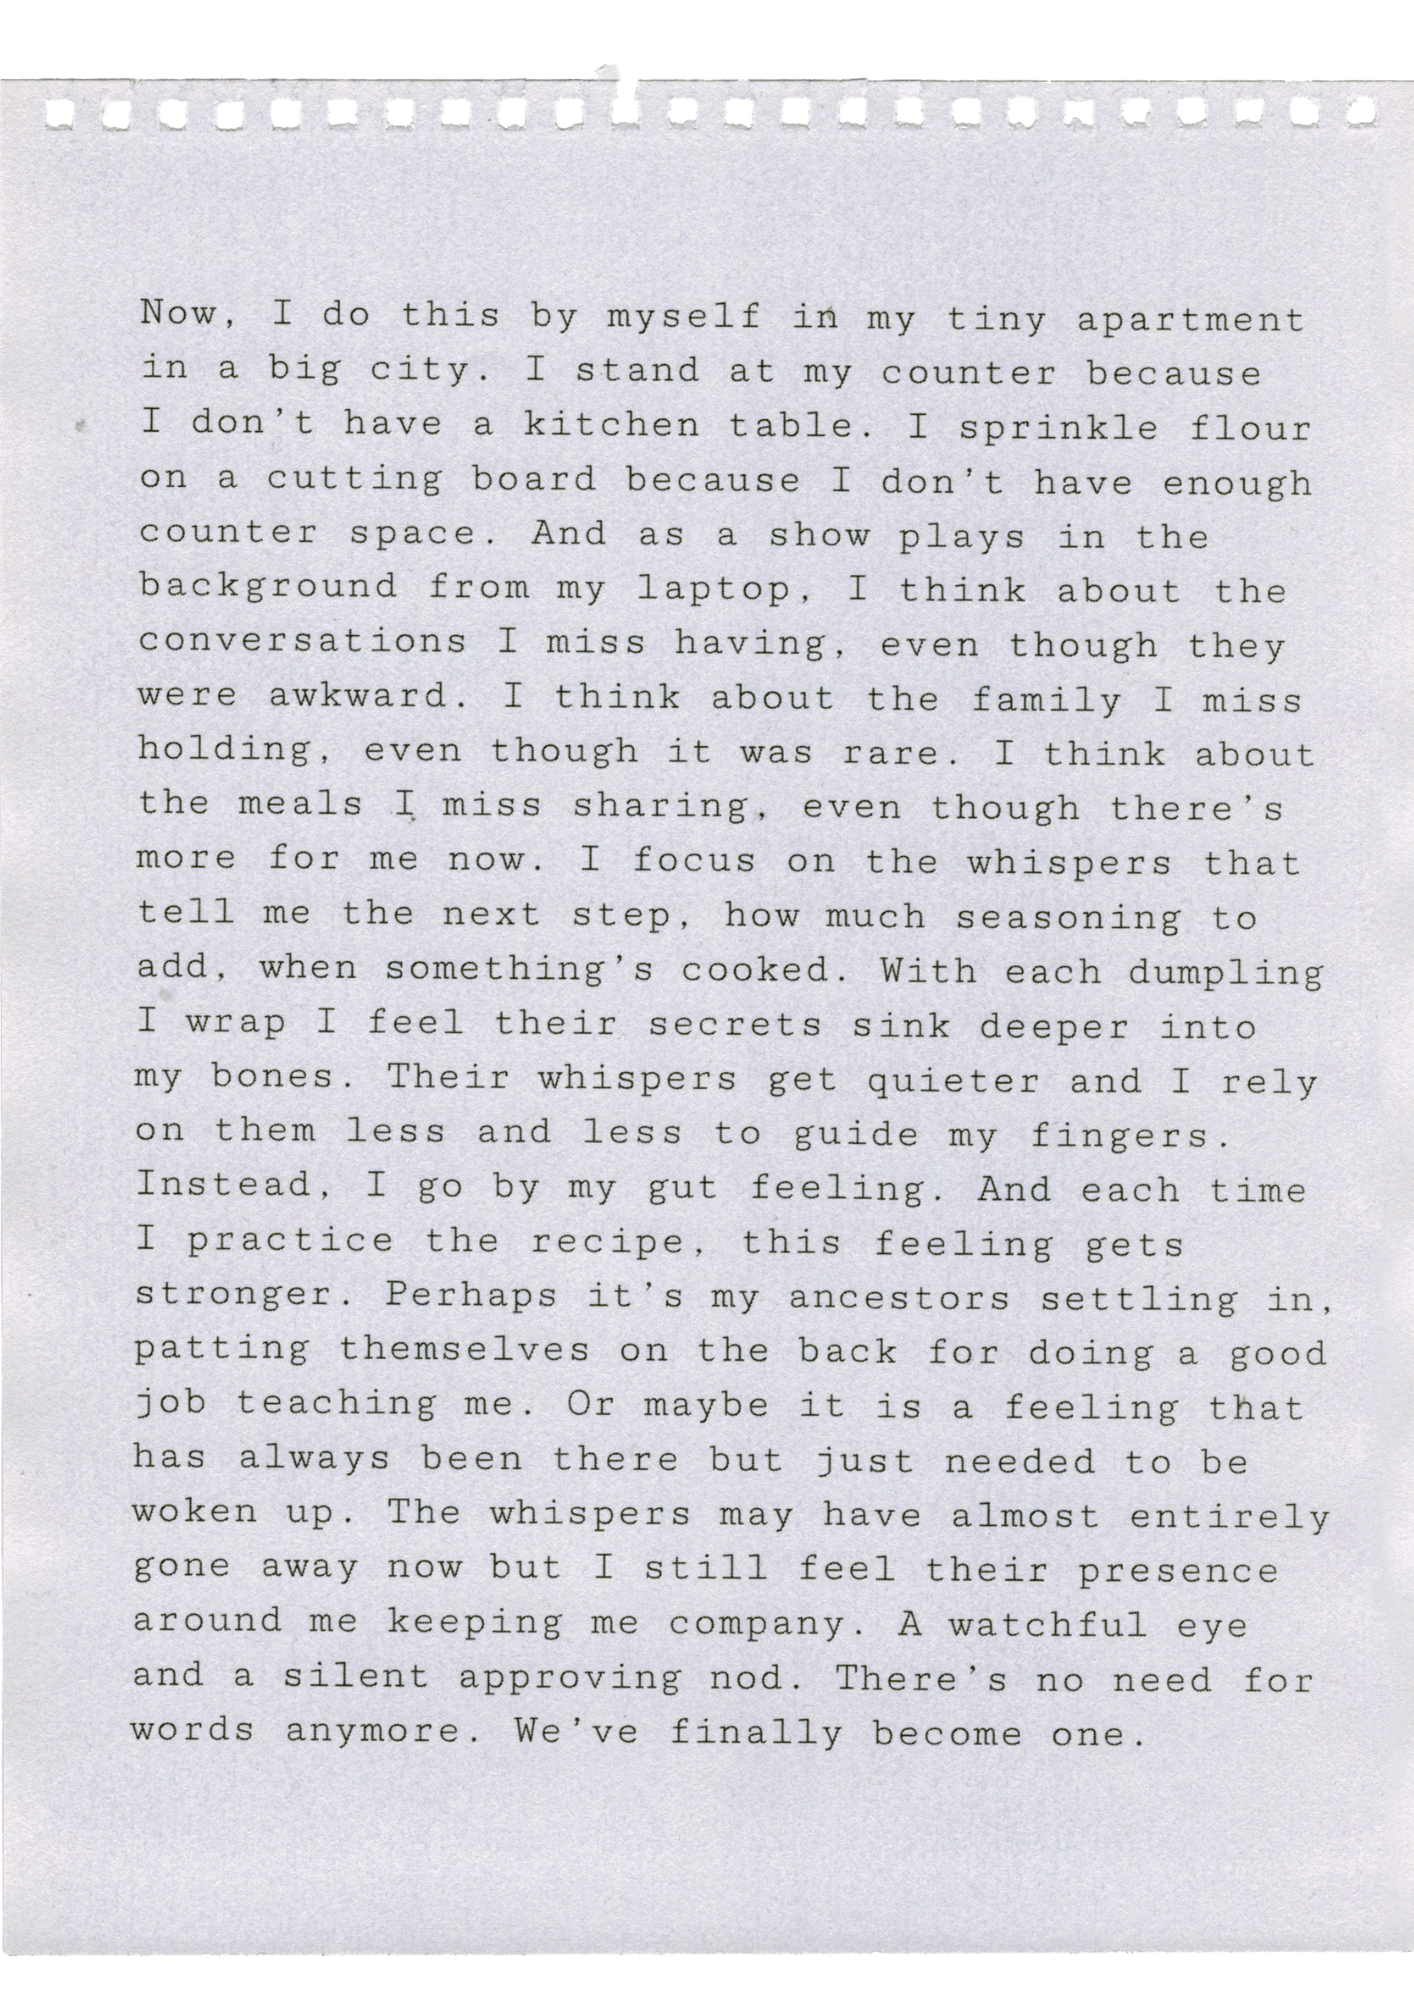 Now, I do this by myself in my tiny apartment
in a big city. I stand at my counter because
I don't have a kitchen table. I sprinkle flour
on a cutting board because I don't have enough
counter space. And as a show plays in the
background from my laptop, I think about the
conversations I miss having, even though they
were awkward. I think about the family I miss
holding, even though it was rare. I think about
the meals I miss sharing, even though there's
more for me now. I focus on the whispers that
tell me the next step, how much seasoning to
add, when something's cooked. With each dumpling
I wrap I feel their secrets sink deeper into
my bones. Their whispers get quieter and I rely
on them less and less to guide my fingers.
Instead, I go by my gut feeling. And each time
I practice the recipe, this feeling gets
stronger. Perhaps it's my ancestors settling in,
patting themselves on the back for doing a good
job teaching me. Or maybe it is a feeling that
has always been there but just needed to be
woken up. The whispers may have almost entirely
gone away now but I still feel their presence
around me keeping me company. A watchful eye
and a silent approving nod. There's no need for
words anymore. We've finally become one.